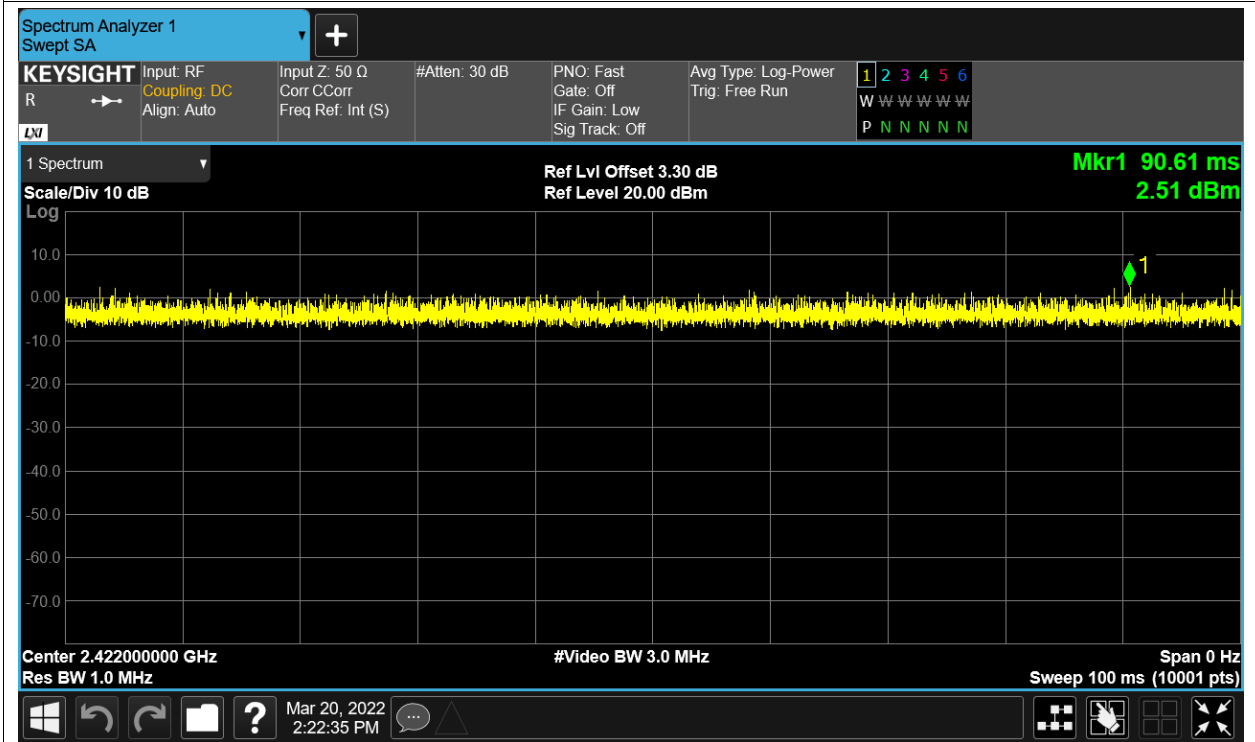 Spectrum Analyzer 1
Swept SA
+
KEYSIGHT Input: RF Input Z: 50 Ω #Atten: 30 dB PNO: Fast Avg Type: Log-Power 1 2 3 4 5 6
R Coupling: DC Corr CCorr Gate: Off Trig: Free Run W W W W W W
Align: Auto Freq Ref: Int (S) IF Gain: Low
LXI Sig Track: Off P N N N N N
1 Spectrum Ref Lvl Offset 3.30 dB Mkr1 90.61 ms
Scale/Div 10 dB Ref Level 20.00 dBm 2.51 dBm
Log
10.0
1
0.00
-10.0
-20.0
-30.0
-40.0
-50.0
-60.0
-70.0
Center 2.422000000 GHz #Video BW 3.0 MHz Span 0 Hz
Res BW 1.0 MHz Sweep 100 ms (10001 pts)
? Mar 20, 2022
2:22:35 PM